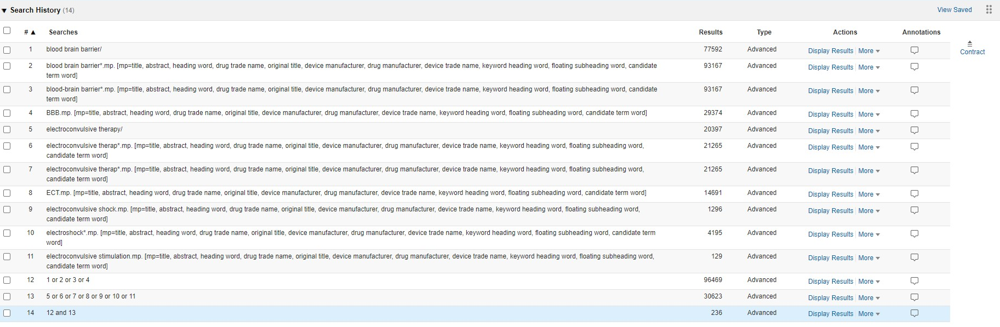 ▼ Search History (14) View Saved
# ▲ Searches Results Type Actions Annotations
Contract
1 blood brain barrier/ 77592 Advanced Display Results More
2 blood brain barrier*.mp. [mp=title, abstract, heading word, drug trade name, original title, device manufacturer, drug manufacturer, device trade name, keyword heading word, floating subheading word, candidate 93167 Advanced Display Results More
term word]
3 blood-brain barrier*.mp. [mp=title, abstract, heading word, drug trade name, original title, device manufacturer, drug manufacturer, device trade name, keyword heading word, floating subheading word, candidate 93167 Advanced Display Results More
term word]
4 BBB.mp. [mp=title, abstract, heading word, drug trade name, original title, device manufacturer, drug manufacturer, device trade name, keyword heading word, floating subheading word, candidate term word] 29374 Advanced Display Results More
5 electroconvulsive therapy/ 20397 Advanced Display Results More
6 electroconvulsive therap*.mp. [mp=title, abstract, heading word, drug trade name, original title, device manufacturer, drug manufacturer, device trade name, keyword heading word, floating subheading word, 21265 Advanced Display Results More
candidate term word]
7 electroconvulsive therap*.mp. [mp=title, abstract, heading word, drug trade name, original title, device manufacturer, drug manufacturer, device trade name, keyword heading word, floating subheading word, 21265 Advanced Display Results More
candidate term word]
8 ECT.mp. [mp=title, abstract, heading word, drug trade name, original title, device manufacturer, drug manufacturer, device trade name, keyword heading word, floating subheading word, candidate term word] 14691 Advanced Display Results More
9 electroconvulsive shock.mp. [mp=title, abstract, heading word, drug trade name, original title, device manufacturer, drug manufacturer, device trade name, keyword heading word, floating subheading word, 1296 Advanced Display Results More
candidate term word]
10 electroshock*.mp. [mp=title, abstract, heading word, drug trade name, original title, device manufacturer, drug manufacturer, device trade name, keyword heading word, floating subheading word, candidate term 4195 Advanced Display Results More
word]
11 electroconvulsive stimulation.mp. [mp=title, abstract, heading word, drug trade name, original title, device manufacturer, drug manufacturer, device trade name, keyword heading word, floating subheading word, 129 Advanced Display Results More
candidate term word]
12 1 or 2 or 3 or 4 96469 Advanced Display Results More
13 5 or 6 or 7 or 8 or 9 or 10 or 11 30623 Advanced Display Results More
14 12 and 13 236 Advanced Display Results More